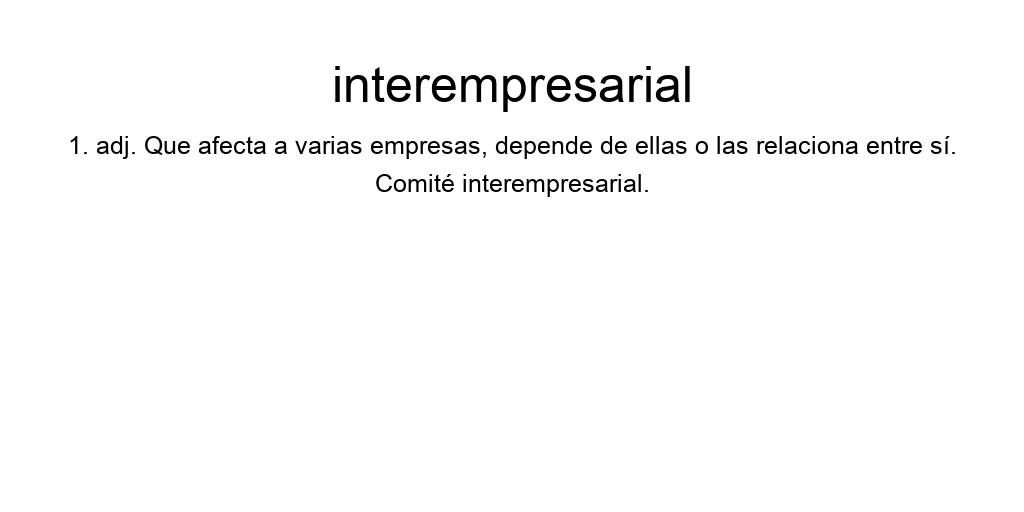 interempresarial
1. adj. Que afecta a varias empresas, depende de ellas o las relaciona entre sí.
Comité interempresarial.